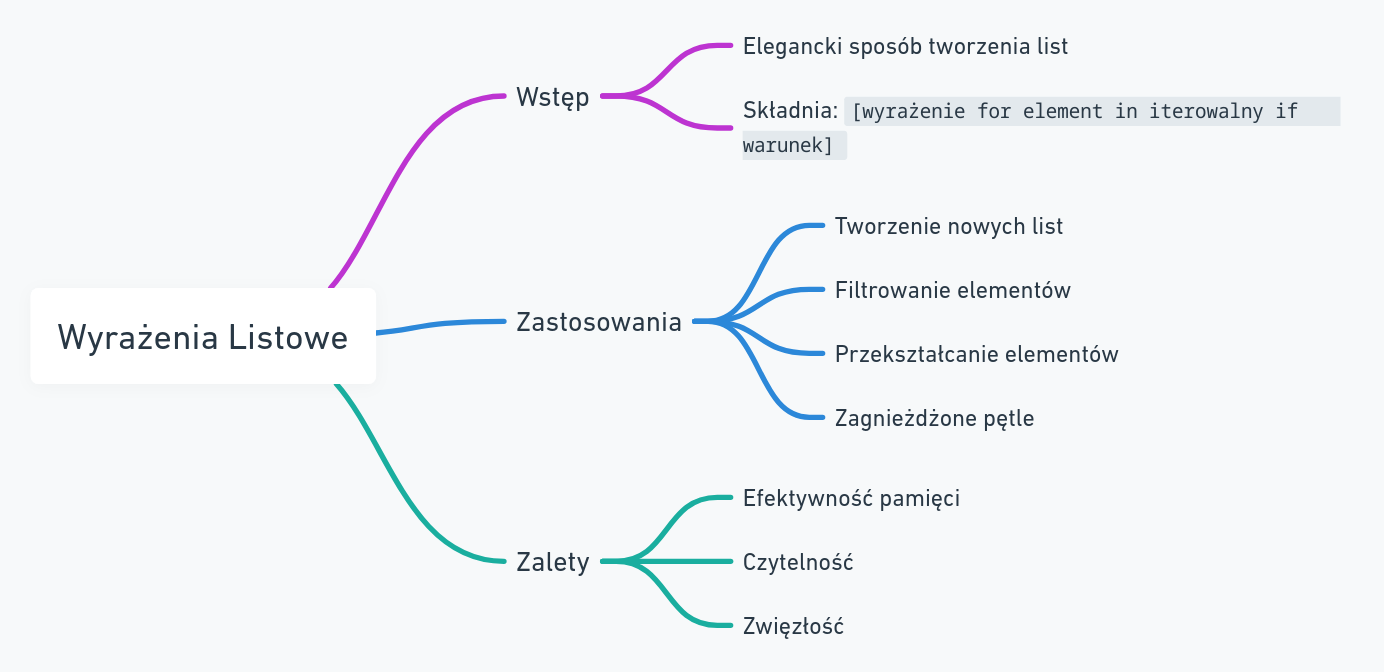 Wyrażenia Listowe
Wstęp
Elegancki sposób tworzenia list
Składnia: [wyrażenie for element in iterowalny if
warunek]
Zastosowania
Tworzenie nowych list
Filtrowanie elementów
Przekształcanie elementów
Zagnieżdżone pętle
Zalety
Efektywność pamięci
Czytelność
Zwięzłość